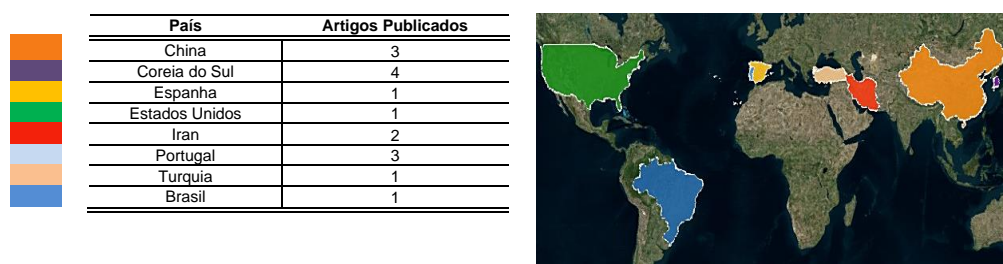 País Artigos Publicados
China 3
Coreia do Sul 4
Espanha 1
Estados Unidos 1
Iran 2
Portugal 3
Turquia 1
Brasil 1